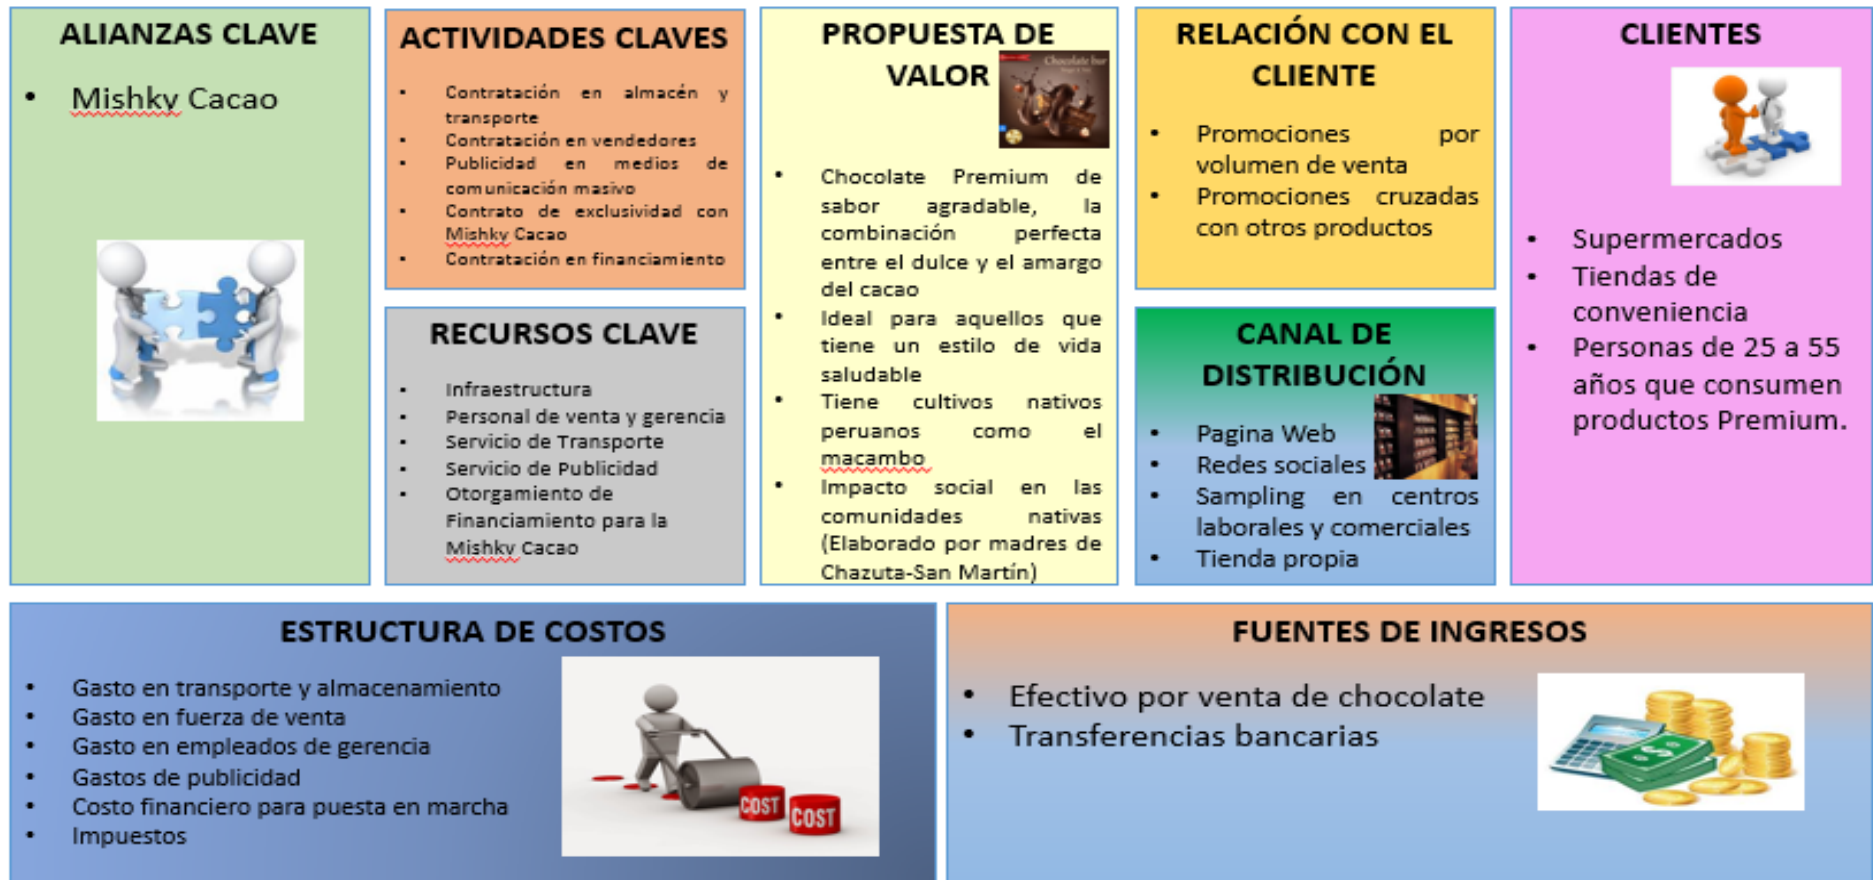 ALIANZAS CLAVE
• Mishky Cacao
ACTIVIDADES CLAVES
• Contratación en almacén y
transporte
• Contratación en vendedores
• Publicidad en medios de
comunicación masivo
• Contrato de exclusividad con
Mishky Cacao
• Contratación en financiamiento
RECURSOS CLAVE
• Infraestructura
• Personal de venta y gerencia
• Servicio de Transporte
• Servicio de Publicidad
• Otorgamiento de
Financiamiento para la
Mishky Cacao
PROPUESTA DE
VALOR
Chocolate bar
• Chocolate Premium de
sabor agradable, la
combinación perfecta
entre el dulce y el amargo
del cacao
• Ideal para aquellos que
tiene un estilo de vida
saludable
• Tiene cultivos nativos
peruanos como el
macambo
• Impacto social en las
comunidades nativas
(Elaborado por madres de
Chazuta-San Martín)
RELACIÓN CON EL
CLIENTE
• Promociones por
volumen de venta
• Promociones cruzadas
con otros productos
CANAL DE
DISTRIBUCIÓN
• Pagina Web
• Redes sociales
• Sampling en centros
laborales y comerciales
• Tienda propia
CLIENTES
• Supermercados
• Tiendas de
conveniencia
• Personas de 25 a 55
años que consumen
productos Premium.
ESTRUCTURA DE COSTOS
• Gasto en transporte y almacenamiento
• Gasto en fuerza de venta
• Gasto en empleados de gerencia
• Gastos de publicidad
• Costo financiero para puesta en marcha
• Impuestos
COST
COST
FUENTES DE INGRESOS
• Efectivo por venta de chocolate
• Transferencias bancarias